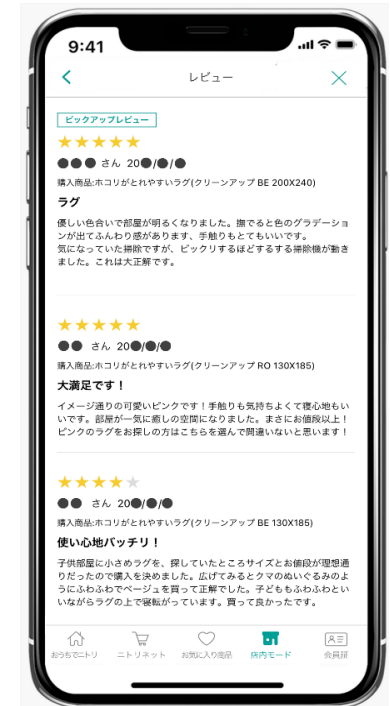 9:41
レビュー
ピックアップレビュー
●●● さん 20●/●/●
購入商品:ホコリがとれやすいラグ(クリーンアップ BE 200X240)
ラグ
優しい色合いで部屋が明るくなりました。撫でると色のグラデーショ
ンが出てふんわり感があります、手触りもとてもいいです。
気になっていた掃除ですが、ビックリするほどするする掃除機が動き
ました。これは大正解です。
●● さん 20●/●/●
購入商品:ホコリがとれやすいラグ(クリーンアップ RO 130X185)
大満足です！
イメージ通りの可愛いピンクです！手触りも気持ちよくて寝心地もい
いです。部屋が一気に癒しの空間になりました。まさにお値段以上！
ピンクのラグをお探しの方はこちらを選んで間違いないと思います！
●● さん 20●/●/●
購入商品:ホコリがとれやすいラグ(クリーンアップ BE 130X185)
使い心地バッチリ！
子供部屋に小さめラグを、探していたところサイズとお値段が理想通
りだったので購入を決めました。広げてみるとクマのぬいぐるみのよ
うにふわふわでベージュを買って正解でした。子どももふわふわとい
いながらラグの上で寝転がっています。買って良かったです。
おうちでニトリ ニトリネット お気に入り商品 店内モード 会員証